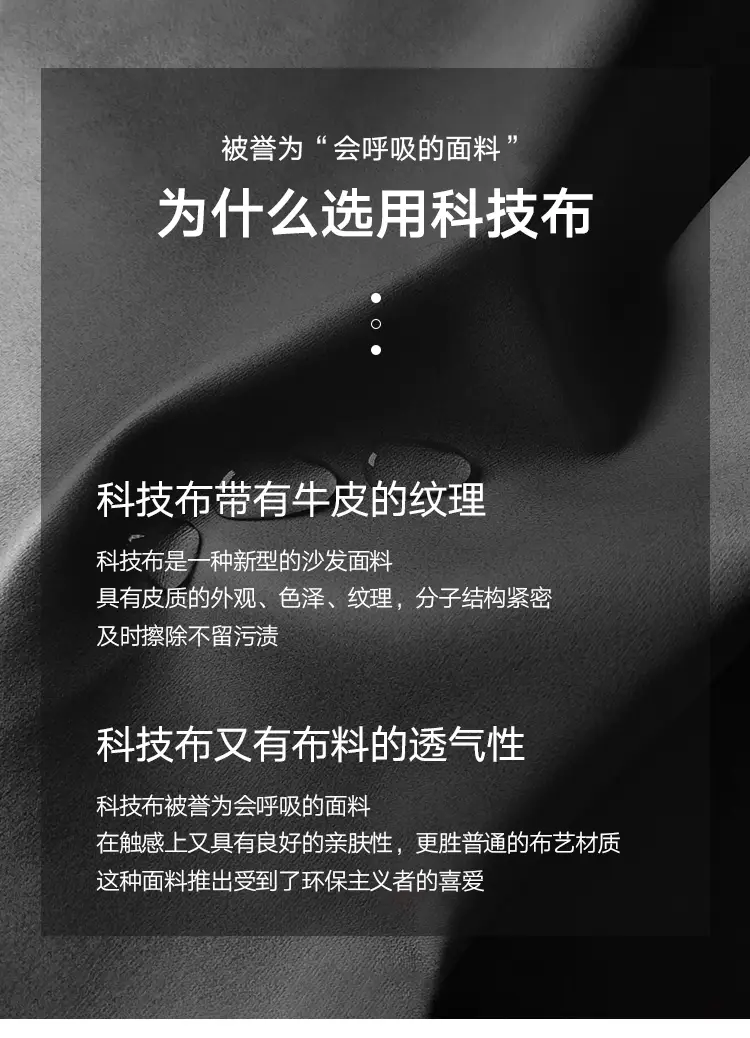 被誉为“会呼吸的面料”
为什么选用科技布
科技布带有牛皮的纹理
科技布是一种新型的沙发面料
具有皮质的外观、色泽、纹理，分子结构紧密
及时擦除不留污渍
科技布又有布料的透气性
科技布被誉为会呼吸的面料
在触感上又具有良好的亲肤性，更胜普通的布艺材质
这种面料推出受到了环保主义者的喜爱